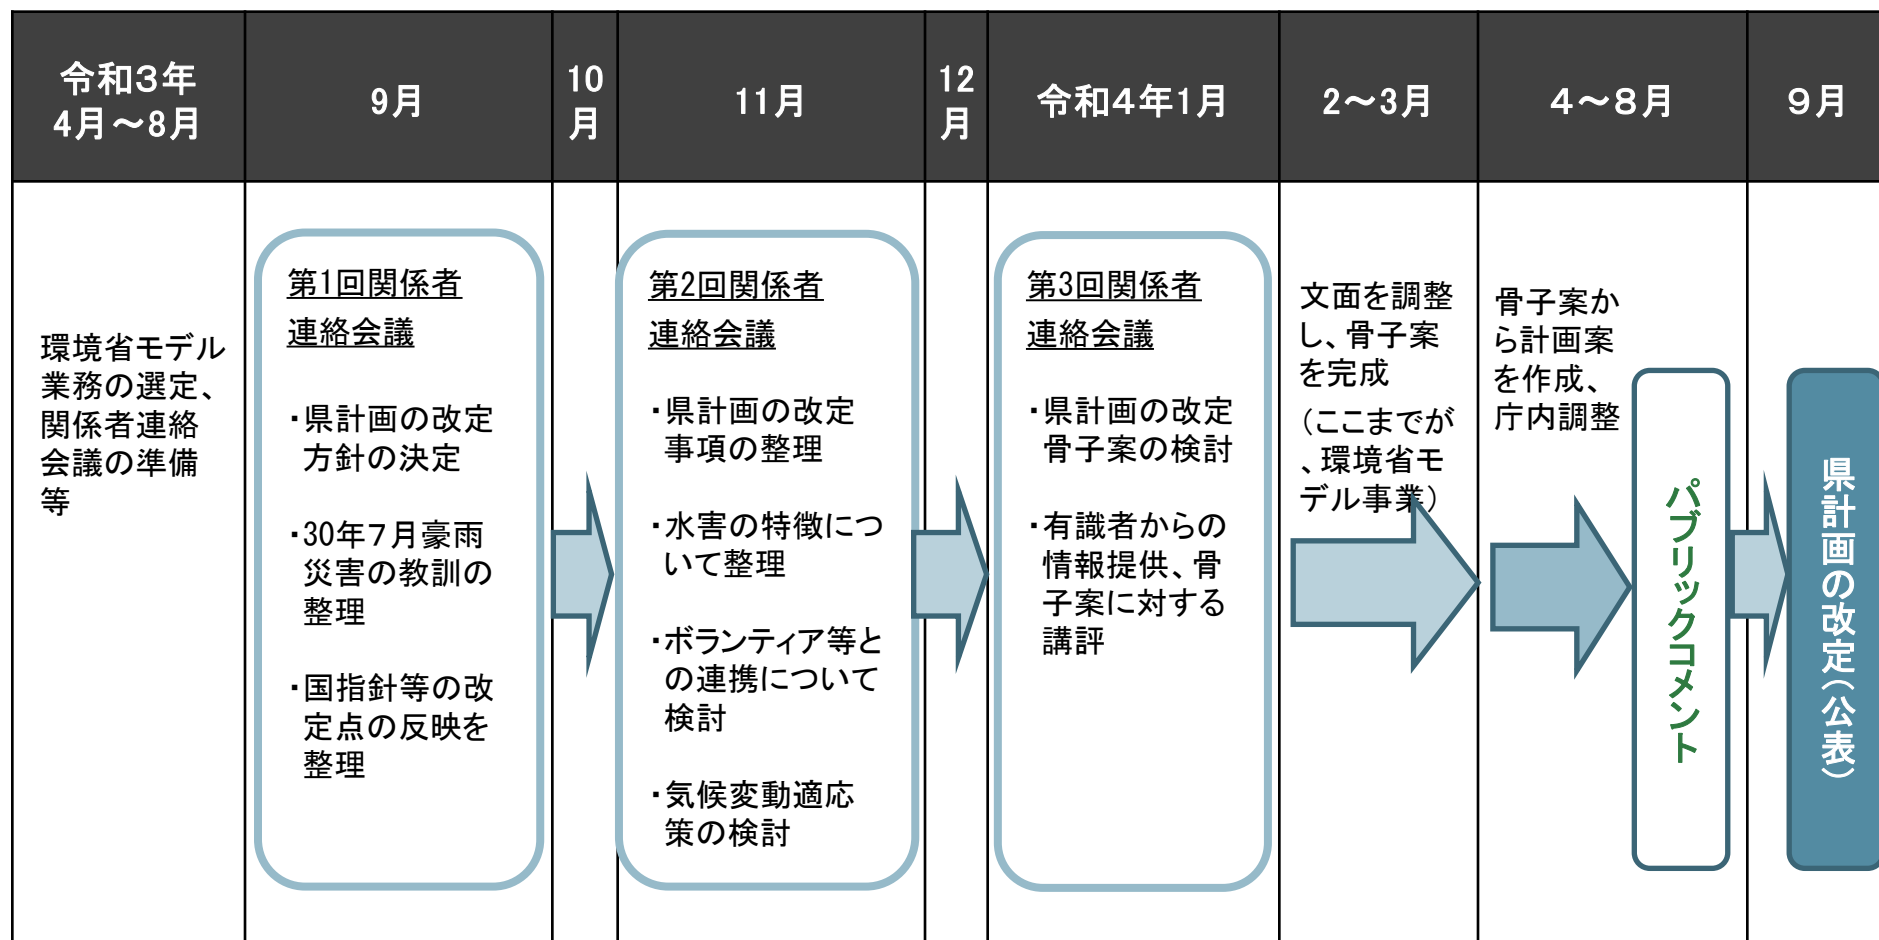 令和３年
4月～8月
9月
10
月
11月
12
月
令和４年1月
2～3月
４～８月
９月
環境省モデル
業務の選定、
関係者連絡
会議の準備
等
第1回関係者
連絡会議
・県計画の改定
方針の決定
・30年７月豪雨
災害の教訓の
整理
・国指針等の改
定点の反映を
整理
第2回関係者
連絡会議
・県計画の改定
事項の整理
・水害の特徴につ
いて整理
・ボランティア等と
の連携について
検討
・気候変動適応
策の検討
第3回関係者
連絡会議
・県計画の改定
骨子案の検討
・有識者からの
情報提供、骨
子案に対する
講評
文面を調整
し、骨子案
を完成
（ここまでが
、環境省モ
デル事業）
骨子案か
ら計画案
を作成、
庁内調整
パブリックコメント
県計画の改定（公表）